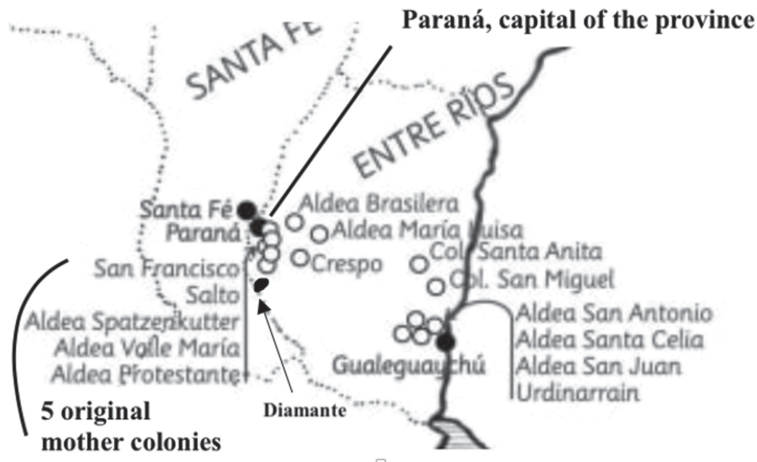 Paraná, capital of the province
SANTA FE
ENTRE RÍOS
Santa Fé
Paraná
Aldea Brasilera
Aldea María Luisa
Crespo
Col. Santa Anita
Col. San Miguel
San Francisco
Salto
Aldea Spatzenkutter
Aldea Valle María
Aldea Protestante
Aldea San Antonio
Aldea Santa Celia
Aldea San Juan
Urdinarrain
Gualeguaychú
Diamante
5 original
mother colonies